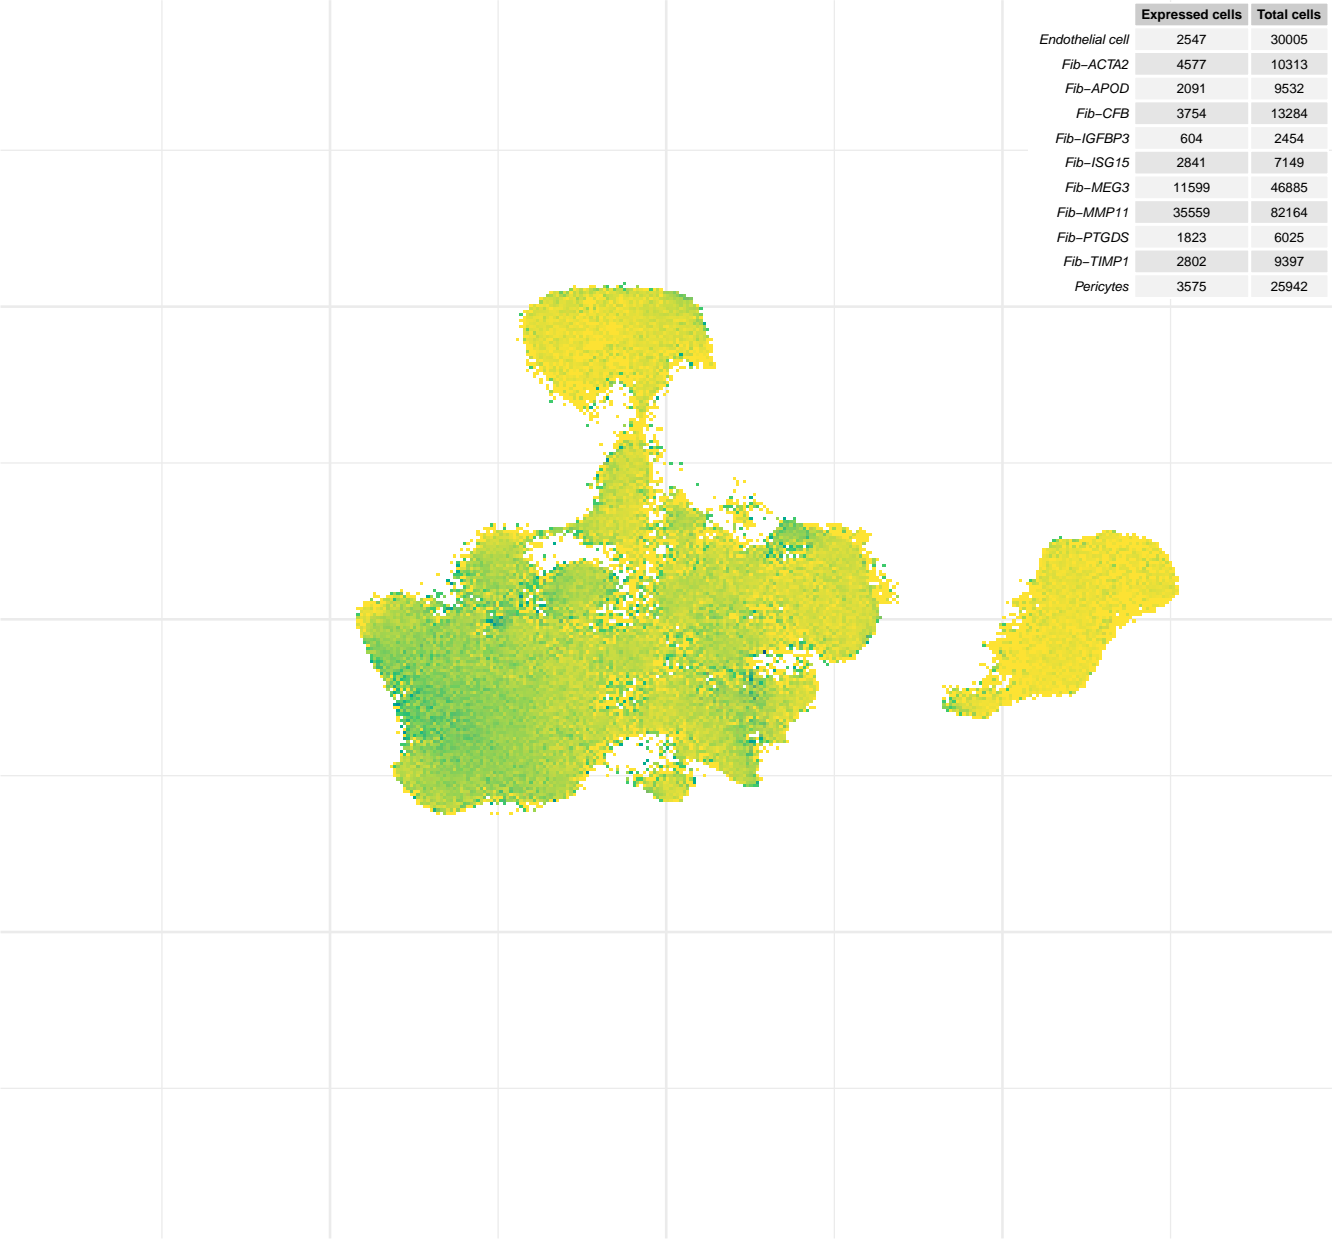 Expressed cells Total cells
Endothelial cell 2547 30005
Fib−ACTA2 4577 10313
Fib−APOD 2091 9532
Fib−CFB 3754 13284
Fib−IGFBP3 604 2454
Fib−ISG15 2841 7149
Fib−MEG3 11599 46885
Fib−MMP11 35559 82164
Fib−PTGDS 1823 6025
Fib−TIMP1 2802 9397
Pericytes 3575 25942